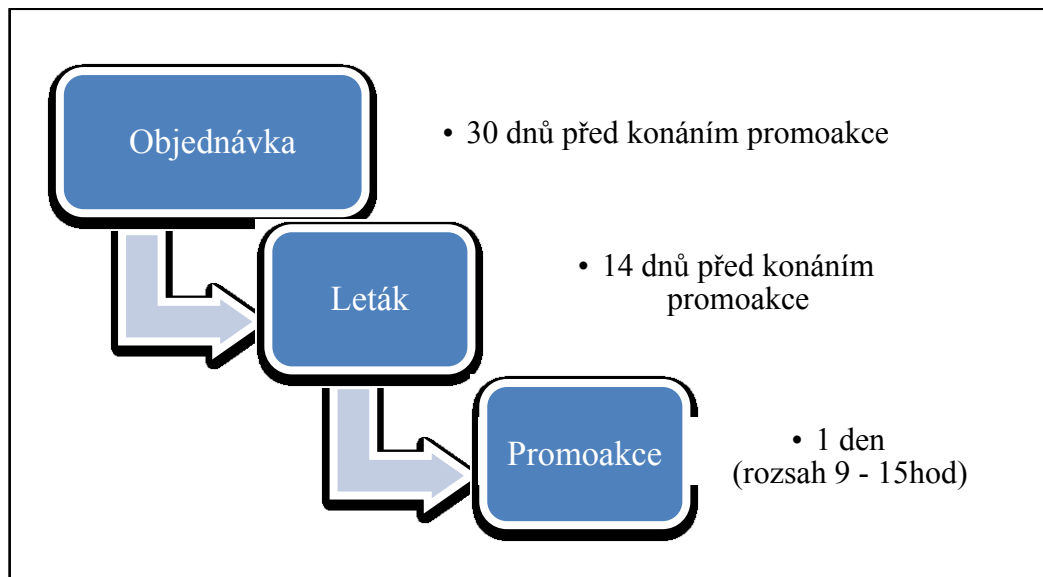 Objednávka
• 30 dnů před konáním promoakce
Leták
• 14 dnů před konáním
promoakce
Promoakce
• 1 den
(rozsah 9 - 15hod)